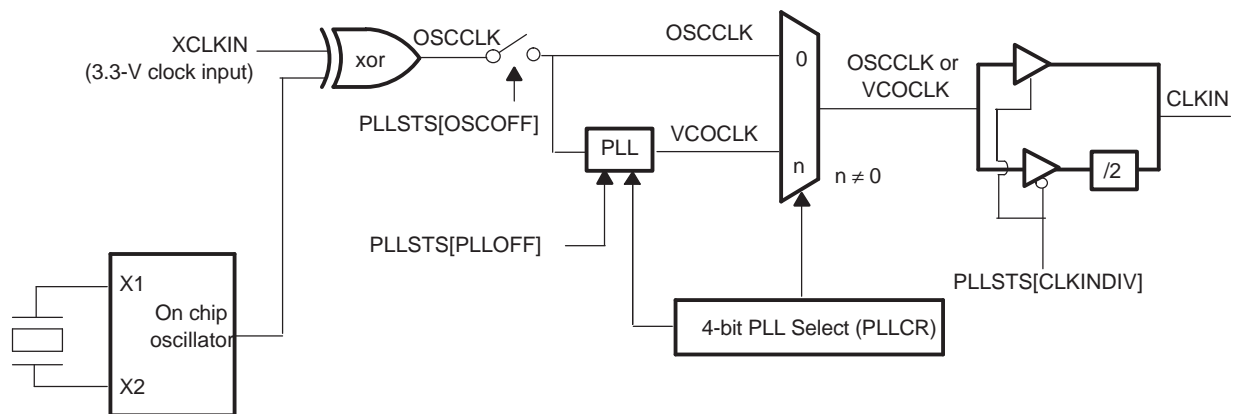 XCLKIN
(3.3-V clock input)
xor
OSCCLK
PLLSTS[OSCOFF]
OSCCLK
0
n
n ≠ 0
PLL
VCOCLK
PLLSTS[PLLOFF]
OSCCLK or
VCOCLK
/2
CLKIN
PLLSTS[CLKINDIV]
4-bit PLL Select (PLLCR)
X1
On chip
oscillator
X2